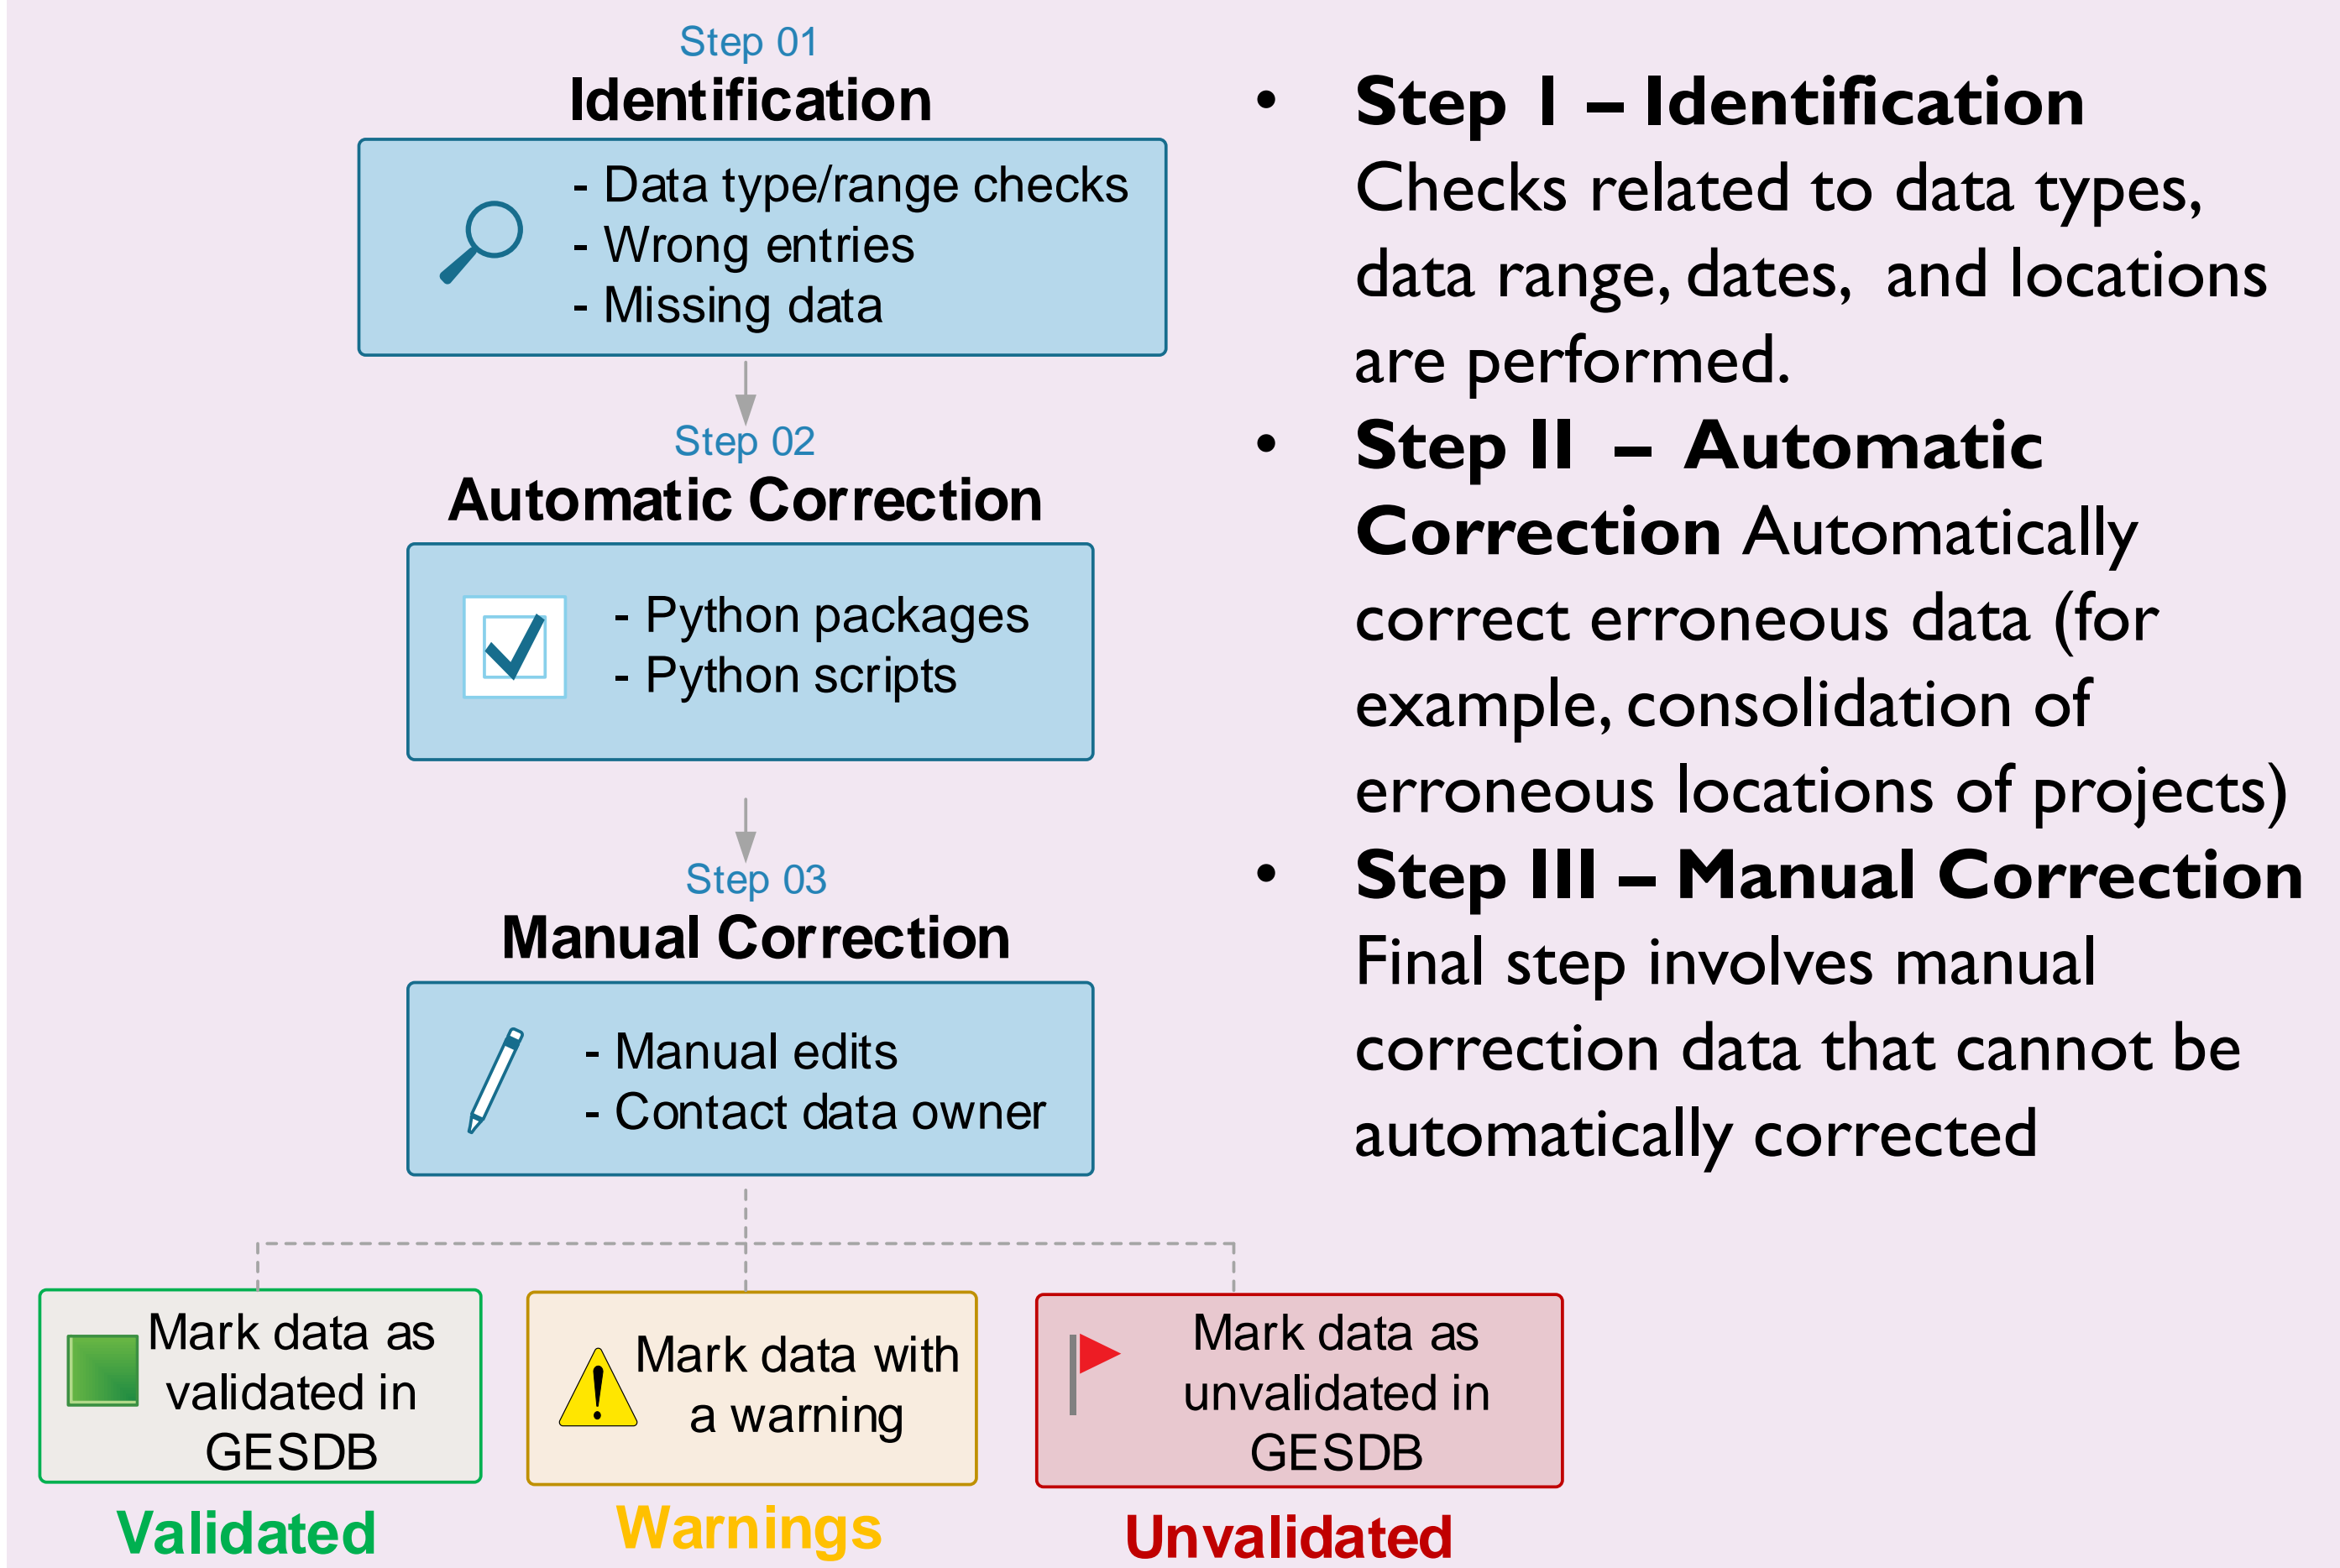 Step 01
Identification
- Data type/range checks
- Wrong entries
- Missing data
Step 02
Automatic Correction
- Python packages
- Python scripts
Step 03
Manual Correction
- Manual edits
- Contact data owner
Mark data as
validated in
GESDB
Validated
Mark data with
a warning
Warnings
Mark data as
unvalidated in
GESDB
Unvalidated
• Step I – Identification
Checks related to data types,
data range, dates, and locations
are performed.
• Step II – Automatic
Correction Automatically
correct erroneous data (for
example, consolidation of
erroneous locations of projects)
• Step III – Manual Correction
Final step involves manual
correction data that cannot be
automatically corrected